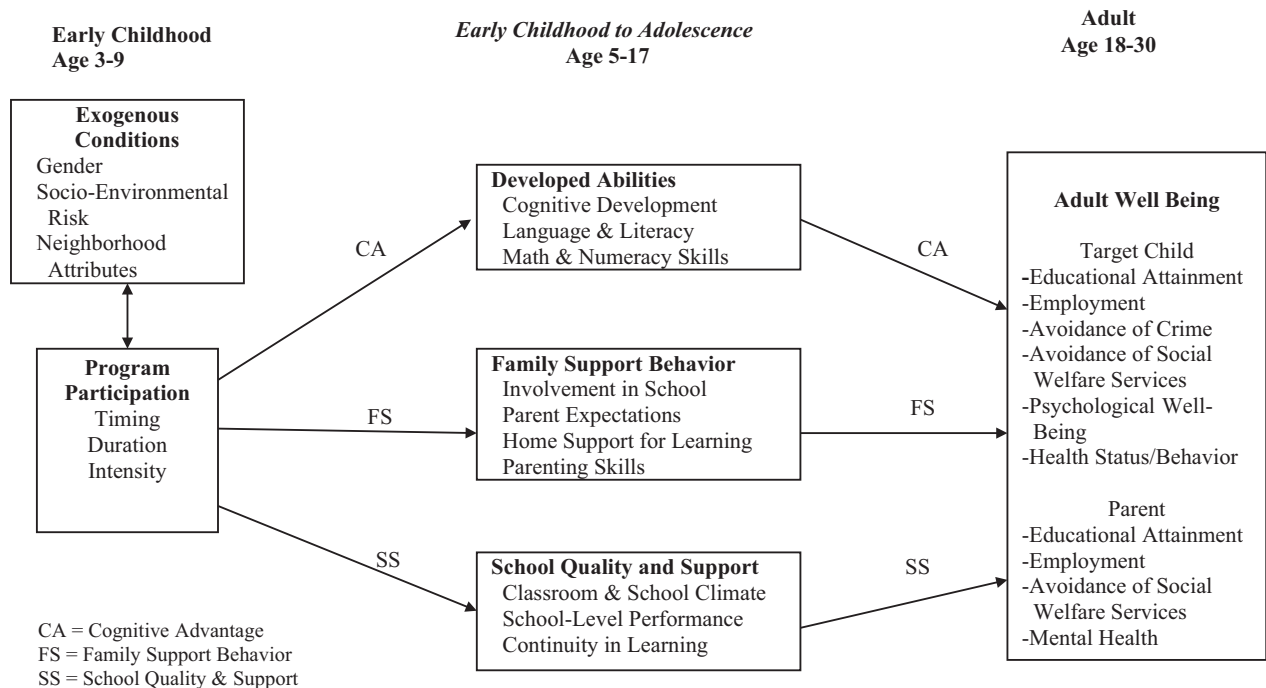 Early Childhood
Age 3-9
Early Childhood to Adolescence
Age 5-17
Adult
Age 18-30
Exogenous
Conditions
Gender
Socio-Environmental
Risk
Neighborhood
Attributes
Program
Participation
Timing
Duration
Intensity
CA
FS
SS
Developed Abilities
Cognitive Development
Language & Literacy
Math & Numeracy Skills
Family Support Behavior
Involvement in School
Parent Expectations
Home Support for Learning
Parenting Skills
School Quality and Support
Classroom & School Climate
School-Level Performance
Continuity in Learning
CA
FS
SS
Adult Well Being
Target Child
-Educational Attainment
-Employment
-Avoidance of Crime
-Avoidance of Social
Welfare Services
-Psychological Well-
Being
-Health Status/Behavior
Parent
-Educational Attainment
-Employment
-Avoidance of Social
Welfare Services
-Mental Health
CA = Cognitive Advantage
FS = Family Support Behavior
SS = School Quality & Support